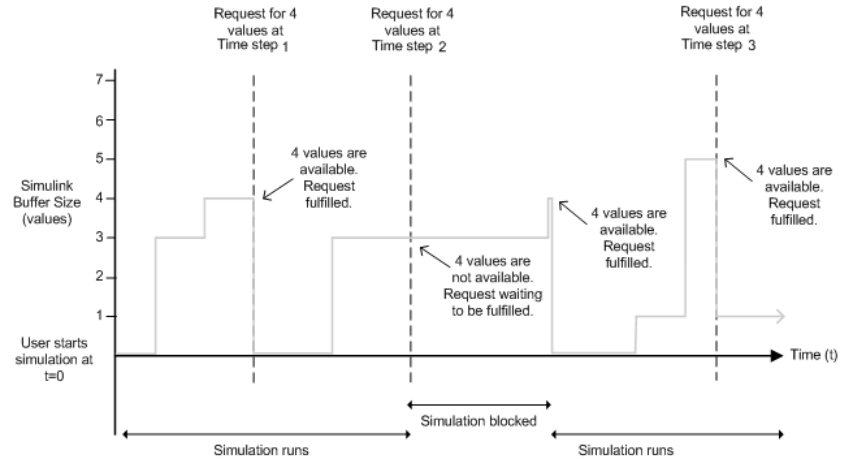 Request for 4
values at
Time step 1
Request for 4
values at
Time step 2
Request for 4
values at
Time step 3
7
6
5
4
3
2
1
Simulink
Buffer Size
(values)
4 values are
available.
Request
fulfilled.
4 values are
not available.
Request waiting
to be fulfilled.
4 values are
available.
Request
fulfilled.
4 values are
available.
Request
fulfilled.
User starts
simulation at
t=0
Time (t)
Simulation blocked
Simulation runs
Simulation runs